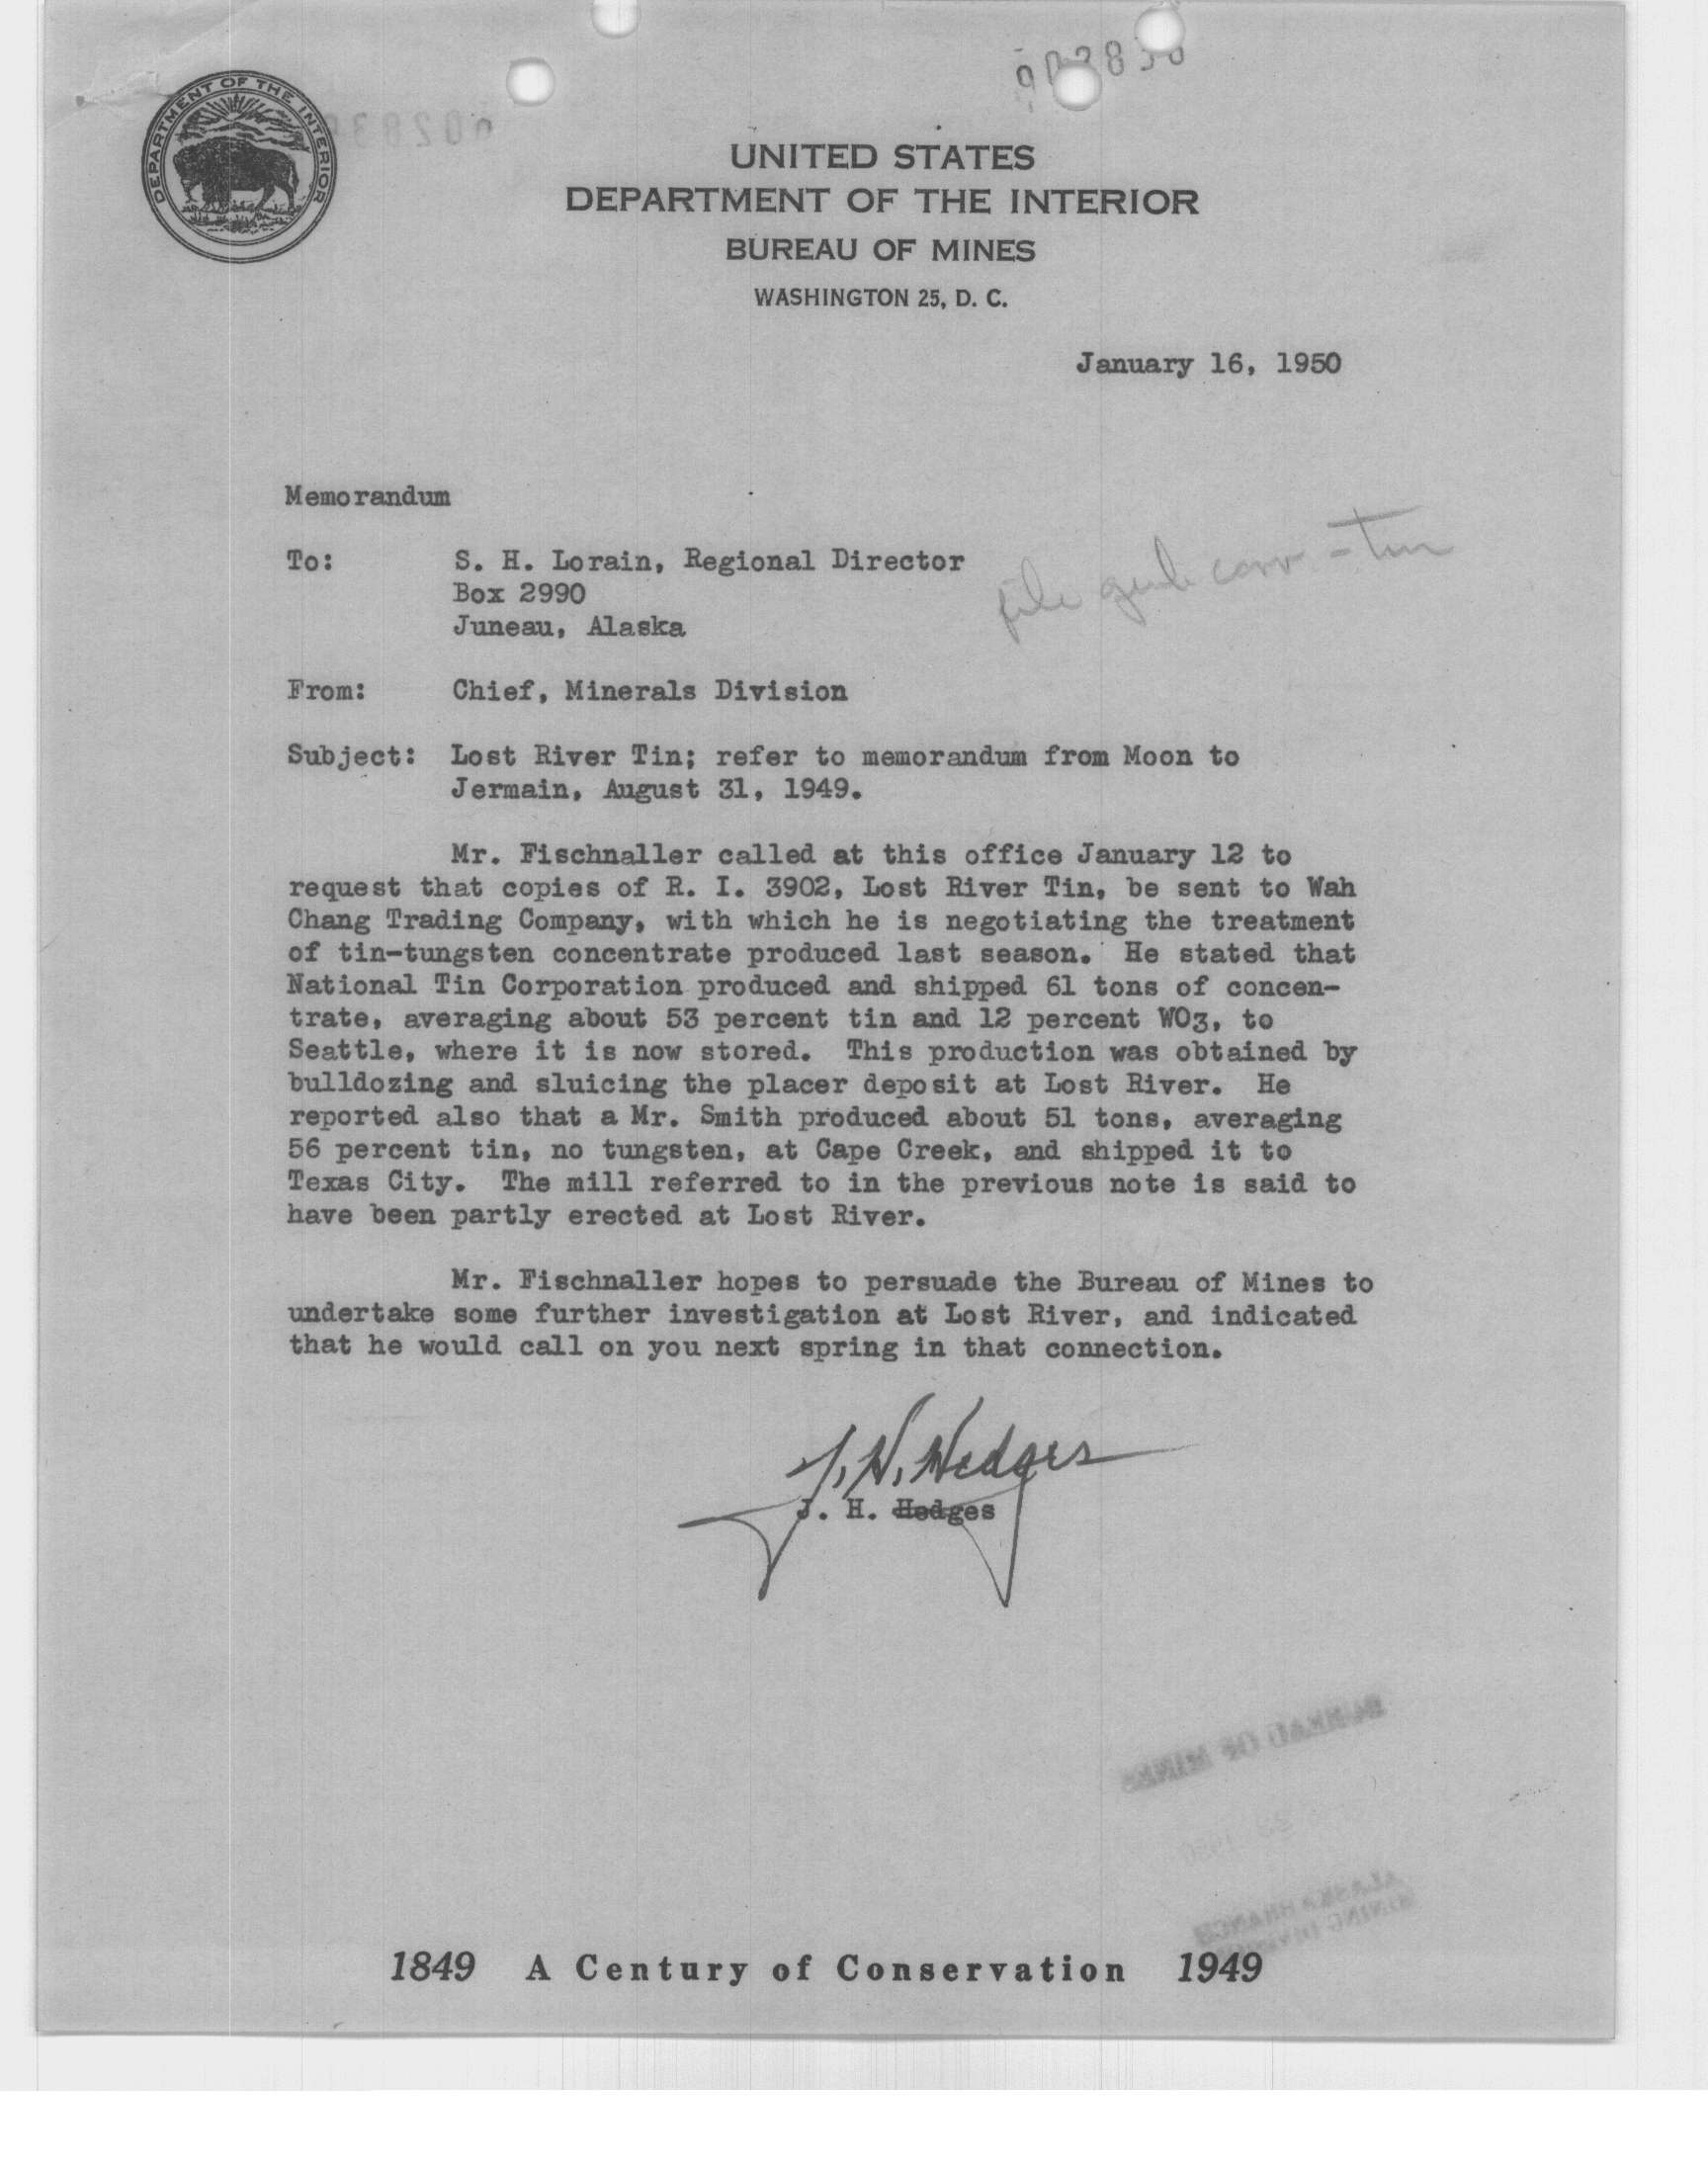 DEPARTMENT OF THE INTERIOR
UNITED STATES
DEPARTMENT OF THE INTERIOR
BUREAU OF MINES
WASHINGTON 25, D. C.
January 16, 1950
Memorandum
To: S. H. Lorain, Regional Director
Box 2990
Juneau, Alaska
file corr - Tin
From: Chief, Minerals Division
Subject: Lost River Tin; refer to memorandum from Moon to
Jermain, August 31, 1949.
Mr. Fischnaller called at this office January 12 to
request that copies of R. I. 3902, Lost River Tin, be sent to Wah
Chang Trading Company, with which he is negotiating the treatment
of tin-tungsten concentrate produced last season. He stated that
National Tin Corporation produced and shipped 61 tons of concen-
trate, averaging about 53 percent tin and 12 percent WO3, to
Seattle, where it is now stored. This production was obtained by
bulldozing and sluicing the placer deposit at Lost River. He
reported also that a Mr. Smith produced about 51 tons, averaging
56 percent tin, no tungsten, at Cape Creek, and shipped it to
Texas City. The mill referred to in the previous note is said to
have been partly erected at Lost River.
Mr. Fischnaller hopes to persuade the Bureau of Mines to
undertake some further investigation at Lost River, and indicated
that he would call on you next spring in that connection.
J. H. Hedges
J. H. Hedges
BUREAU OF MINES
1849 A Century of Conservation 1949